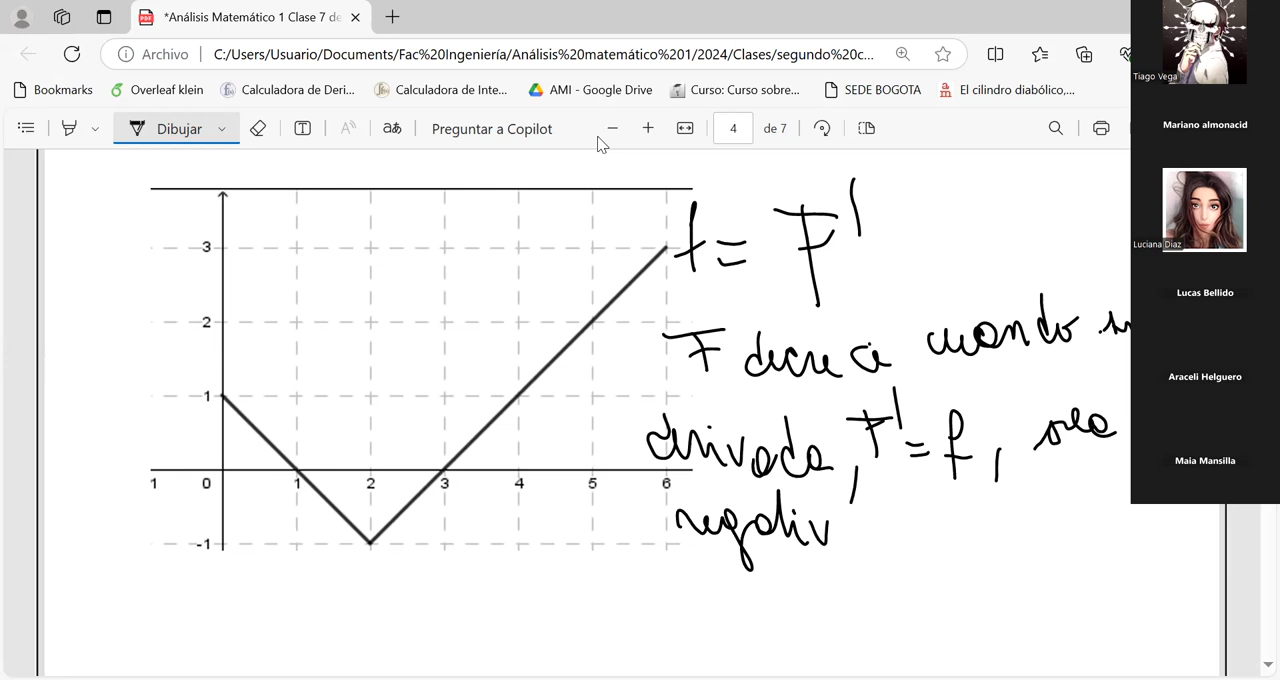 *Análisis Matemático 1 Clase 7 de
Archivo C:/Users/Usuario/Documents/Fac%20Ingeniería/Análisis%20matemático%201/2024/Clases/segundo%20c...
Bookmarks Overleaf klein Calculadora de Deri... Calculadora de Inte... AMI - Google Drive Curso: Curso sobre... SEDE BOGOTA El cilindro diabólico,...
Dibujar Preguntar a Copilot 4 de 7
Tiago Vega
Mariano almonacid
Luciana Diaz
Lucas Bellido
Araceli Helguero
Maia Mansilla
3
2
1
1 0 1 2 3 4 5 6
-1
f = F'
F decrece cuando su
derivada, F' = f, sea
negativ